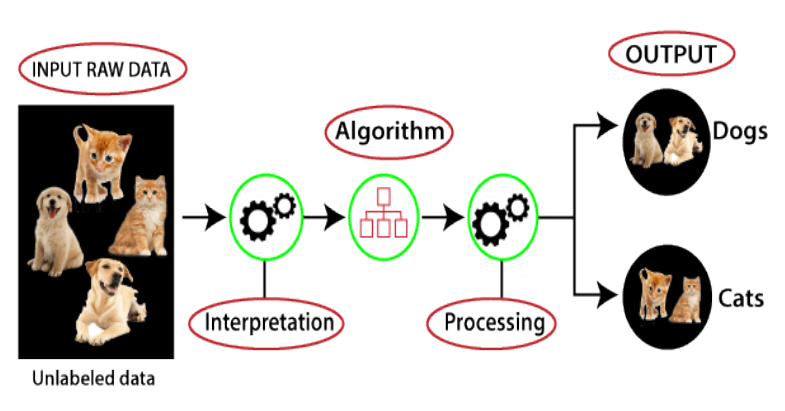 INPUT RAW DATA
Unlabeled data
Interpretation
Algorithm
Processing
OUTPUT
Dogs
Cats